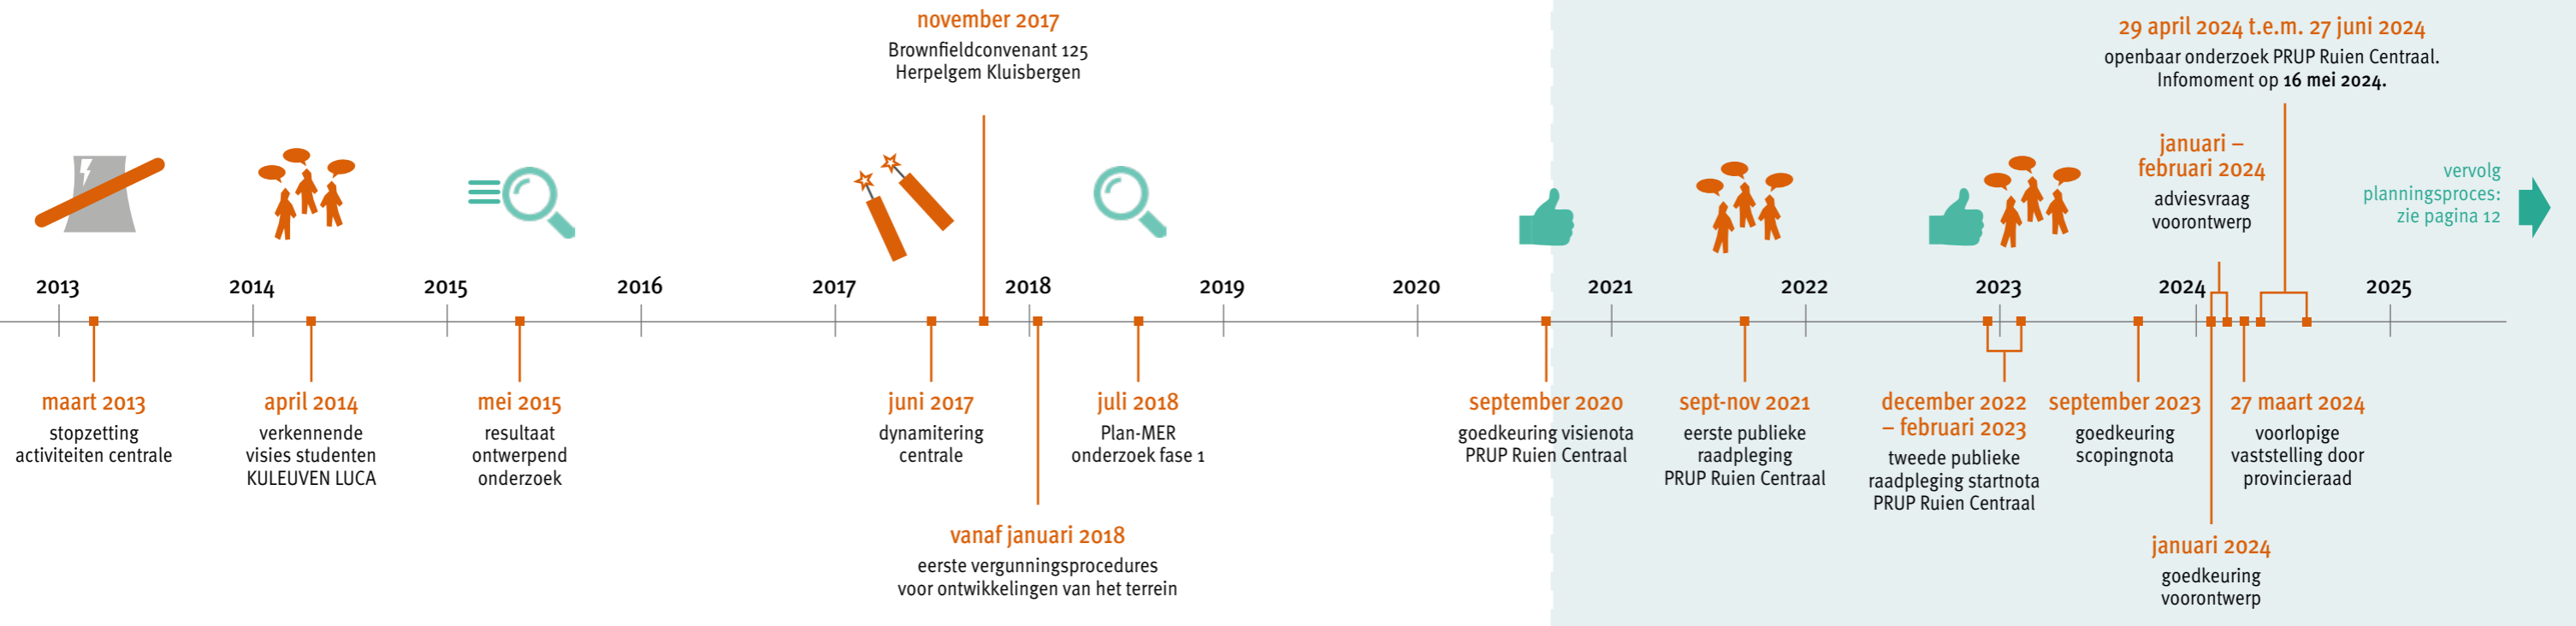 november 2017
Brownfieldconvenant 125
Herpelgem Kluisbergen
29 april 2024 t.e.m. 27 juni 2024
openbaar onderzoek PRUP Ruien Centraal.
Infomoment op 16 mei 2024.
januari –
februari 2024
adviesvraag
voorontwerp
vervolg
planningsproces:
zie pagina 12
2013
2014
2015
2016
2017
2018
2019
2020
2021
2022
2023
2024
2025
maart 2013
stopzetting
activiteiten centrale
april 2014
verkennende
visies studenten
KULEUVEN LUCA
mei 2015
resultaat
ontwerpend
onderzoek
juni 2017
dynamitering
centrale
vanaf januari 2018
eerste vergunningsprocedures
voor ontwikkelingen van het terrein
juli 2018
Plan-MER
onderzoek fase 1
september 2020
goedkeuring visienota
PRUP Ruien Centraal
sept-nov 2021
eerste publieke
raadpleging
PRUP Ruien Centraal
december 2022
– februari 2023
tweede publieke
raadpleging startnota
PRUP Ruien Centraal
september 2023
goedkeuring
scopingnota
januari 2024
goedkeuring
voorontwerp
27 maart 2024
voorlopige
vaststelling door
provincieraad